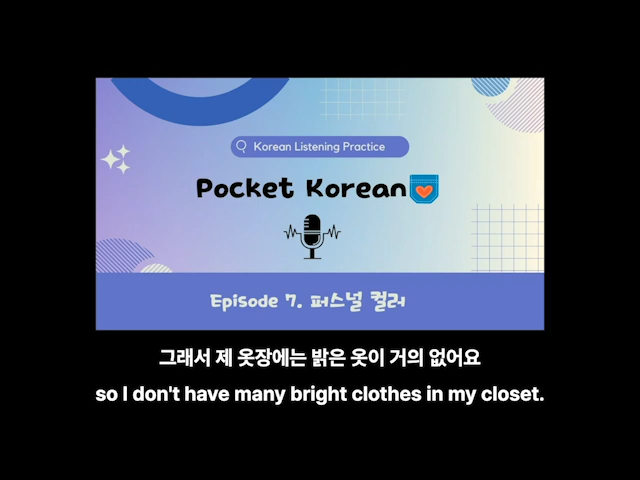 Korean Listening Practice
Pocket Korean
Episode 7. 퍼스널 컬러
그래서 제 옷장에는 밝은 옷이 거의 없어요
so I don't have many bright clothes in my closet.